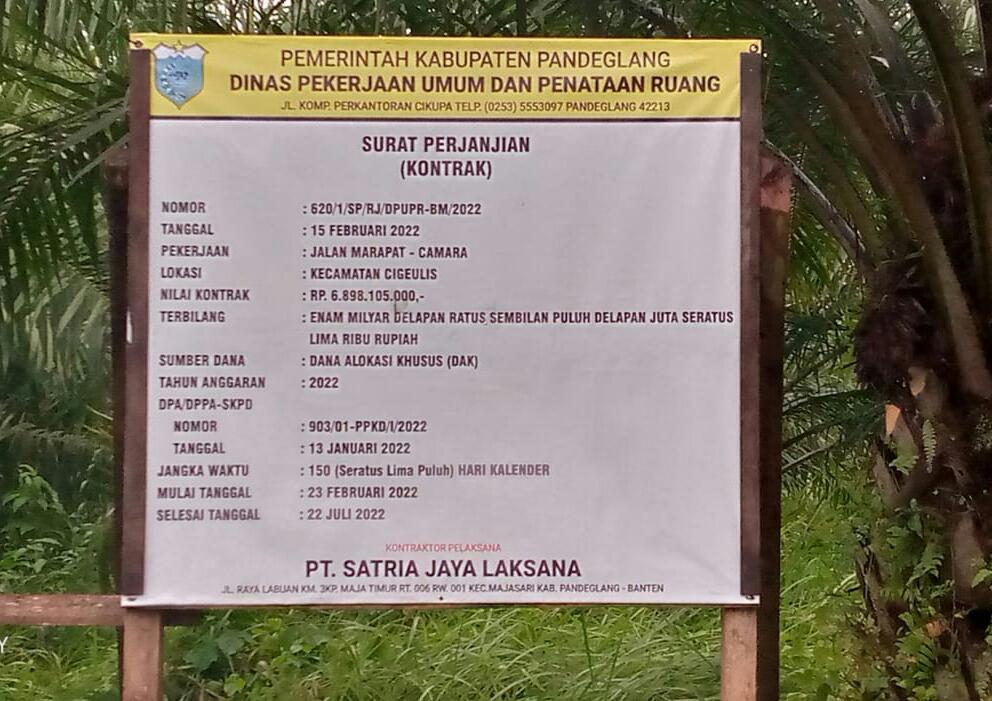 PEMERINTAH KABUPATEN PANDEGLANG
DINAS PEKERJAAN UMUM DAN PENATAAN RUANG
JL. KOMP. PERKANTORAN CIKUPA TELP. (0253) 5553097 PANDEGLANG 42213
SURAT PERJANJIAN
(KONTRAK)
NOMOR : 620/1/SP/RJ/DPUPR-BM/2022
TANGGAL : 15 FEBRUARI 2022
PEKERJAAN : JALAN MARAPAT - CAMARA
LOKASI : KECAMATAN CIGEULIS
NILAI KONTRAK : RP. 6.898.105.000,-
TERBILANG : ENAM MILYAR DELAPAN RATUS SEMBILAN PULUH DELAPAN JUTA SERATUS
LIMA RIBU RUPIAH
SUMBER DANA : DANA ALOKASI KHUSUS (DAK)
TAHUN ANGGARAN : 2022
DPA/DPPA-SKPD
NOMOR : 903/01-PPKD/I/2022
TANGGAL : 13 JANUARI 2022
JANGKA WAKTU : 150 (Seratus Lima Puluh) HARI KALENDER
MULAI TANGGAL : 23 FEBRUARI 2022
SELESAI TANGGAL : 22 JULI 2022
KONTRAKTOR PELAKSANA
PT. SATRIA JAYA LAKSANA
JL. RAYA LABUAN KM. 3KP. MAJA TIMUR RT. 006 RW. 001 KEC.MAJASARI KAB. PANDEGLANG - BANTEN